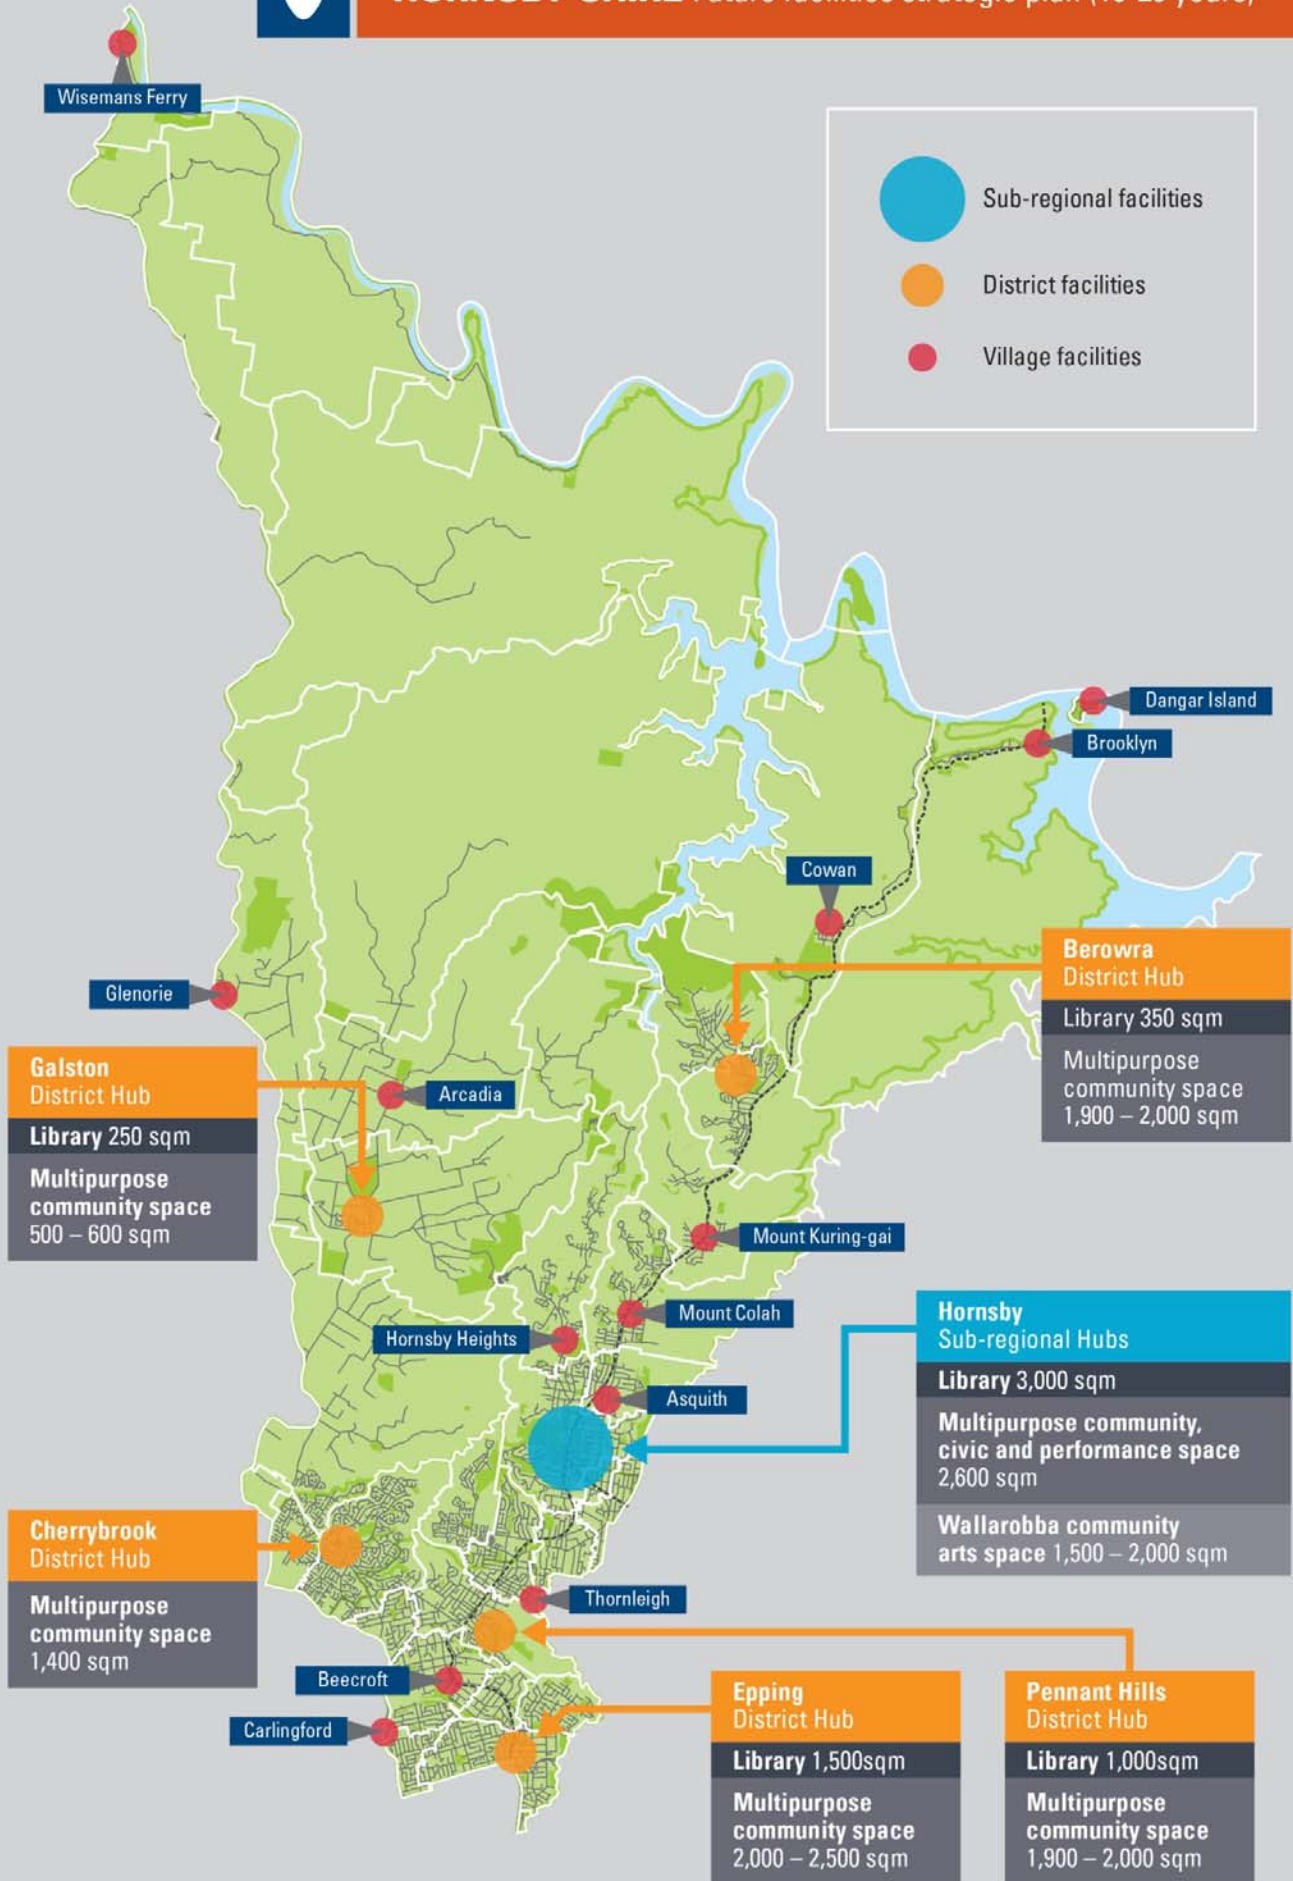 HORNSBY SHIRE Future facilities strategic plan (10-20 years)
Wisemans Ferry
Sub-regional facilities
District facilities
Village facilities
Dangar Island
Brooklyn
Cowan
Berowra
District Hub
Library 350 sqm
Multipurpose
community space
1,900 – 2,000 sqm
Glenorie
Galston
District Hub
Library 250 sqm
Multipurpose
community space
500 – 600 sqm
Arcadia
Mount Kuring-gai
Mount Colah
Hornsby Heights
Asquith
Hornsby
Sub-regional Hubs
Library 3,000 sqm
Multipurpose community,
civic and performance space
2,600 sqm
Wallarobba community
arts space 1,500 – 2,000 sqm
Cherrybrook
District Hub
Multipurpose
community space
1,400 sqm
Thornleigh
Beecroft
Carlingford
Epping
District Hub
Library 1,500sqm
Multipurpose
community space
2,000 – 2,500 sqm
Pennant Hills
District Hub
Library 1,000sqm
Multipurpose
community space
1,900 – 2,000 sqm